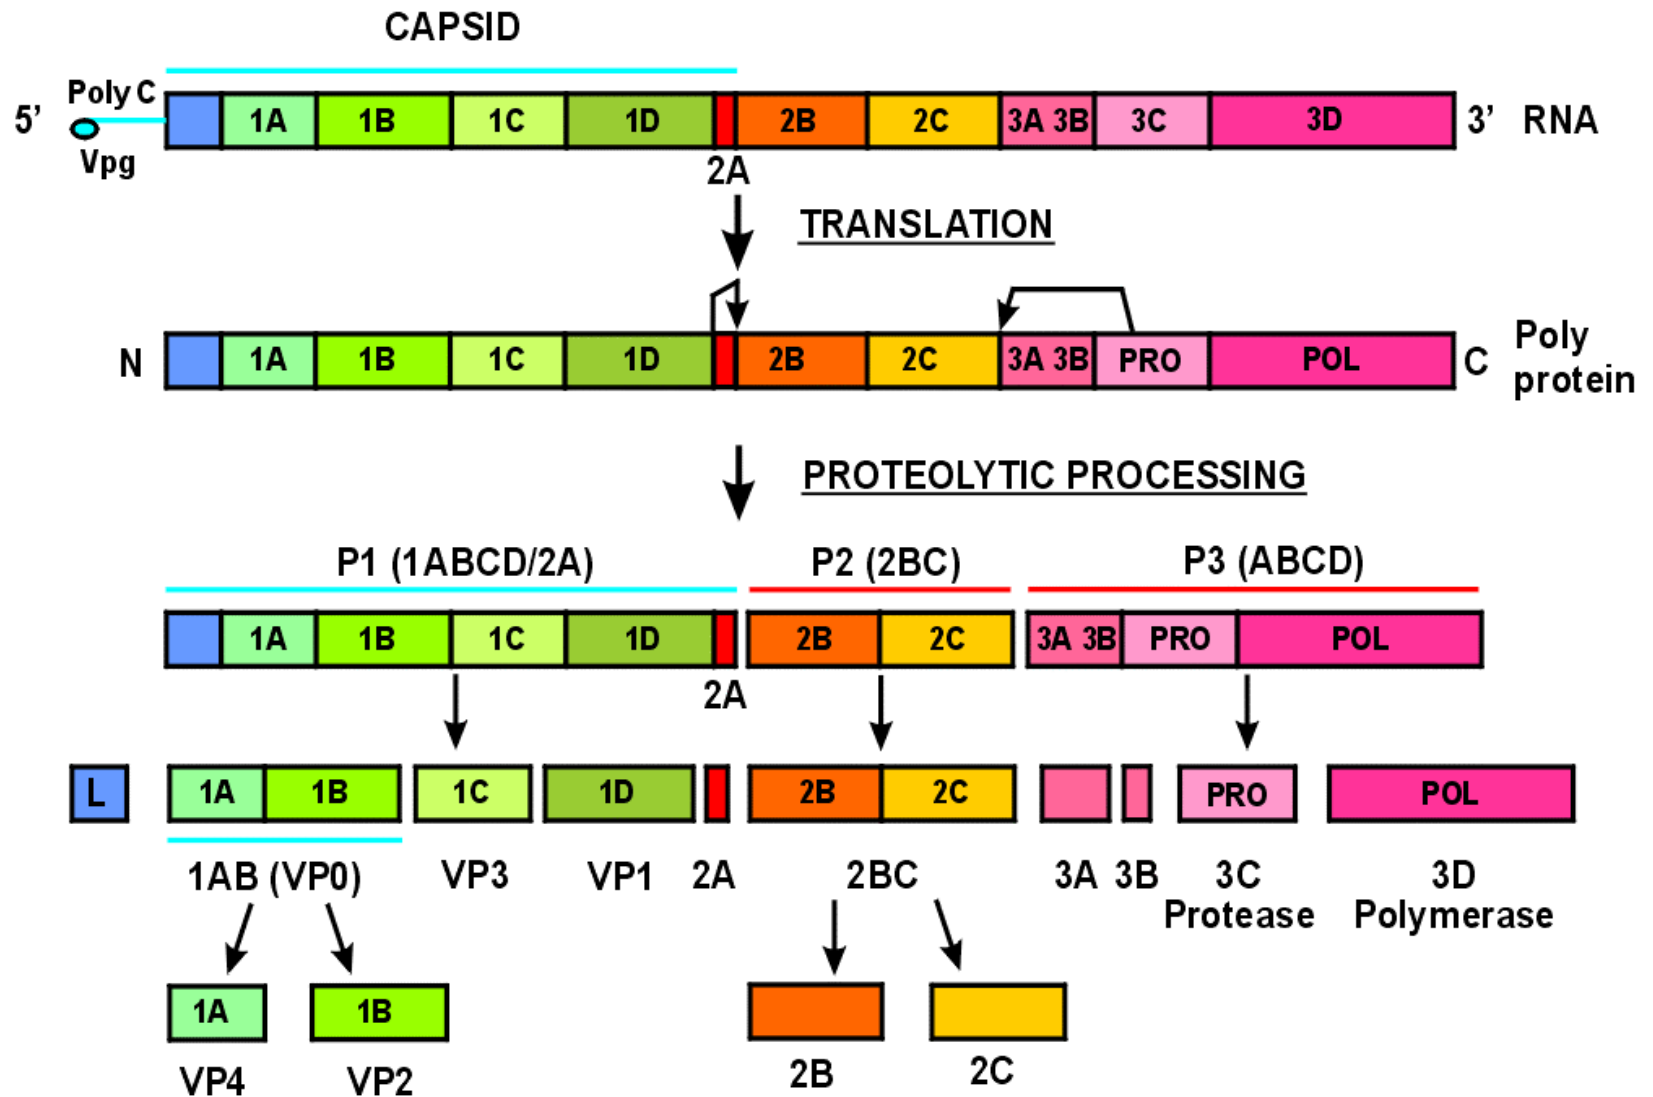 CAPSID
Poly C
5’ 1A 1B 1C 1D 2B 2C 3A 3B 3C 3D 3’ RNA
Vpg
2A
TRANSLATION
N 1A 1B 1C 1D 2B 2C 3A 3B PRO POL C
Poly
protein
PROTEOLYTIC PROCESSING
P1 (1ABCD/2A) P2 (2BC) P3 (ABCD)
1A 1B 1C 1D 2B 2C 3A 3B PRO POL
2A
L 1A 1B 1C 1D 2B 2C PRO POL
1AB (VP0) VP3 VP1 2A 2BC 3A 3B 3C 3D
Protease Polymerase
1A 1B
VP4 VP2 2B 2C